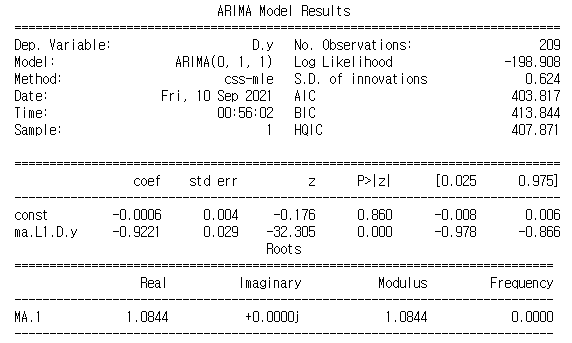 ARIMA Model Results
==============================================================================
Dep. Variable: D.y No. Observations: 209
Model: ARIMA(0, 1, 1) Log Likelihood -198.908
Method: css-mle S.D. of innovations 0.624
Date: Fri, 10 Sep 2021 AIC 403.817
Time: 00:56:02 BIC 413.844
Sample: 1 HQIC 407.871
==============================================================================
coef std err z P>|z| [0.025 0.975]
------------------------------------------------------------------------------
const -0.0006 0.004 -0.176 0.860 -0.008 0.006
ma.L1.D.y -0.9221 0.029 -32.305 0.000 -0.978 -0.866
Roots
=============================================================================
Real Imaginary Modulus Frequency
-----------------------------------------------------------------------------
MA.1 1.0844 +0.0000j 1.0844 0.0000
-----------------------------------------------------------------------------